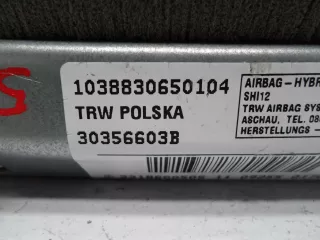 1038830650104
TRW POLSKA
30356603B
AIRBAG-HYBR
SHI12
TRW AIRBAG SYS
ASCHAU, TEL. 08
HERSTELLUNGS-